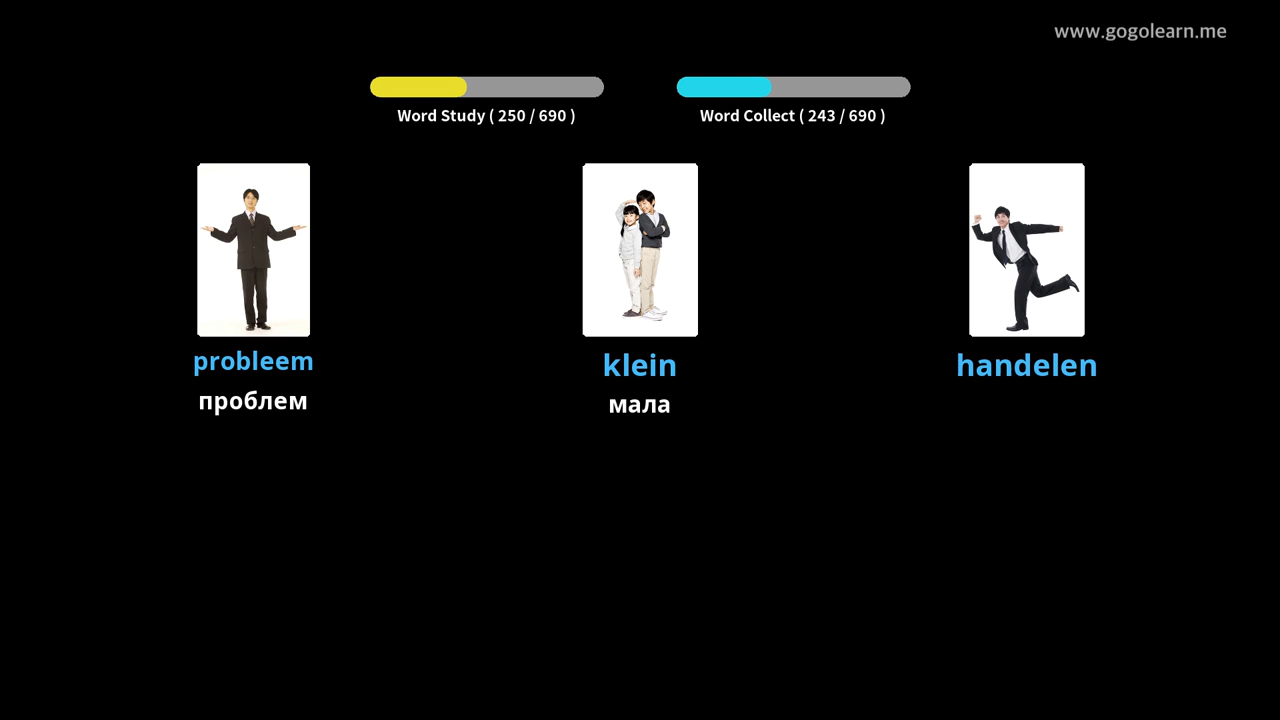 www.gogolearn.me
Word Study ( 250 / 690 )
Word Collect ( 243 / 690 )
probleem
проблем
klein
мала
handelen